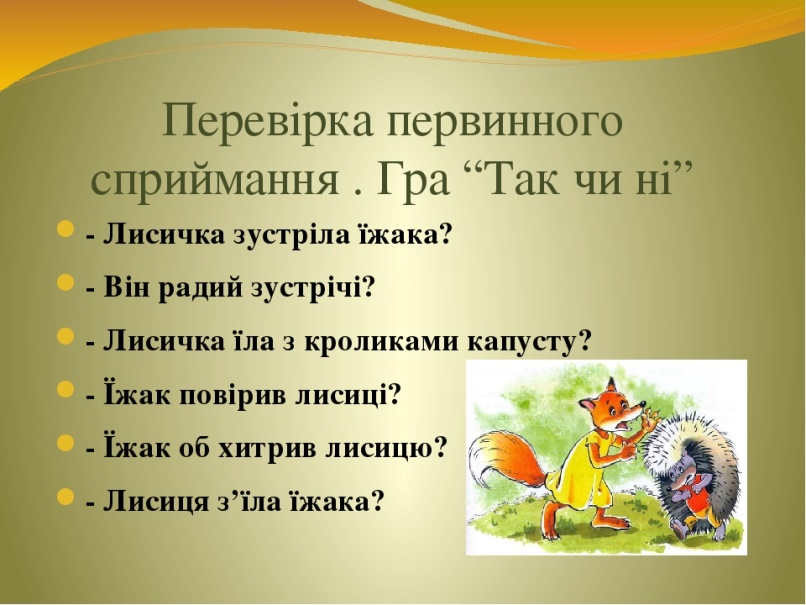 Перевірка первинного
сприймання . Гра “Так чи ні”
- Лисичка зустріла їжака?
- Він радий зустрічі?
- Лисичка їла з кроликами капусту?
- Їжак повірив лисиці?
- Їжак об хитрив лисицю?
- Лисиця з’їла їжака?